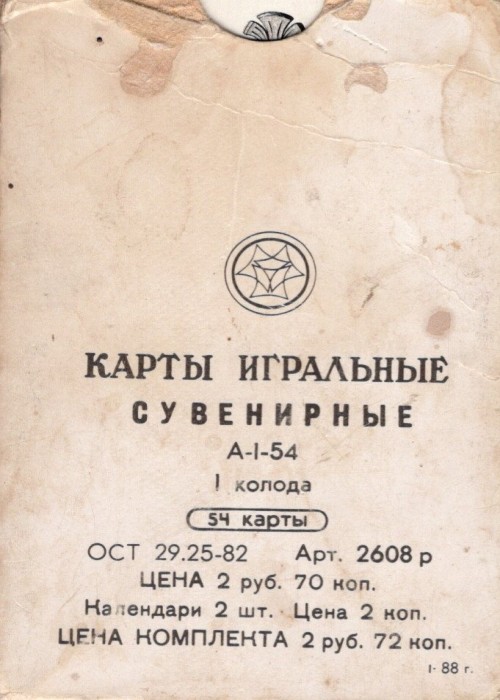 КАРТЫ ИГРАЛЬНЫЕ
СУВЕНИРНЫЕ
А-I-54
I колода
54 карты
ОСТ 29.25-82 Арт. 2608 р
ЦЕНА 2 руб. 70 коп.
Календари 2 шт. Цена 2 коп.
ЦЕНА КОМПЛЕКТА 2 руб. 72 коп.
I- 88 г.